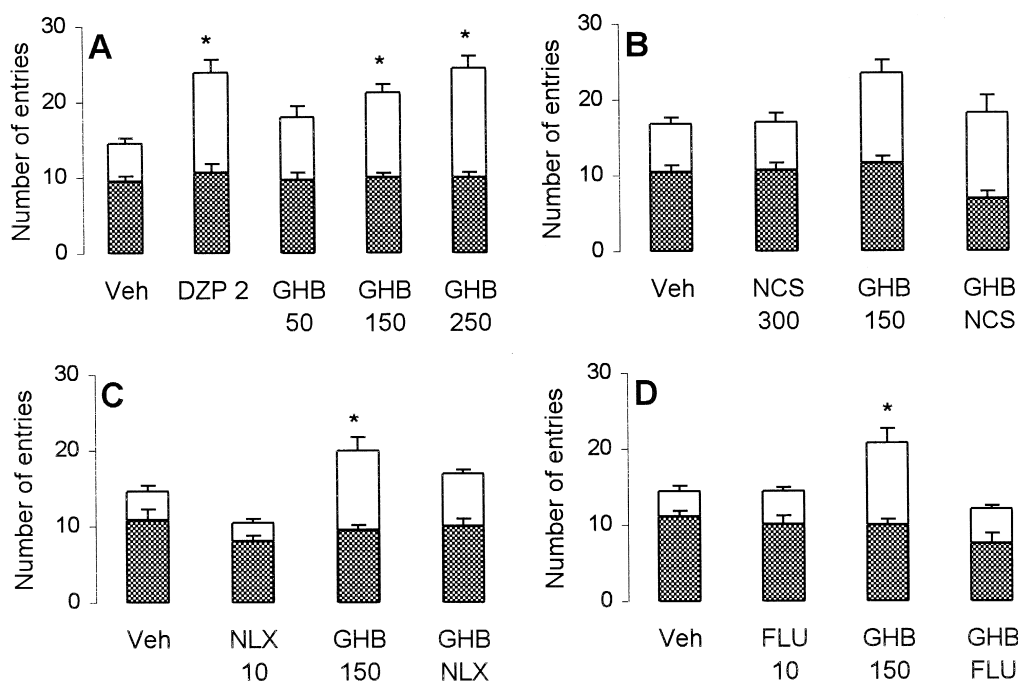 A
Number of entries
30
20
10
0
*
*
*
Veh DZP 2 GHB GHB GHB
50 150 250
B
Number of entries
30
20
10
0
Veh NCS GHB GHB
300 150 NCS
C
Number of entries
30
20
10
0
*
Veh NLX GHB GHB
10 150 NLX
D
Number of entries
30
20
10
0
*
Veh FLU GHB GHB
10 150 FLU